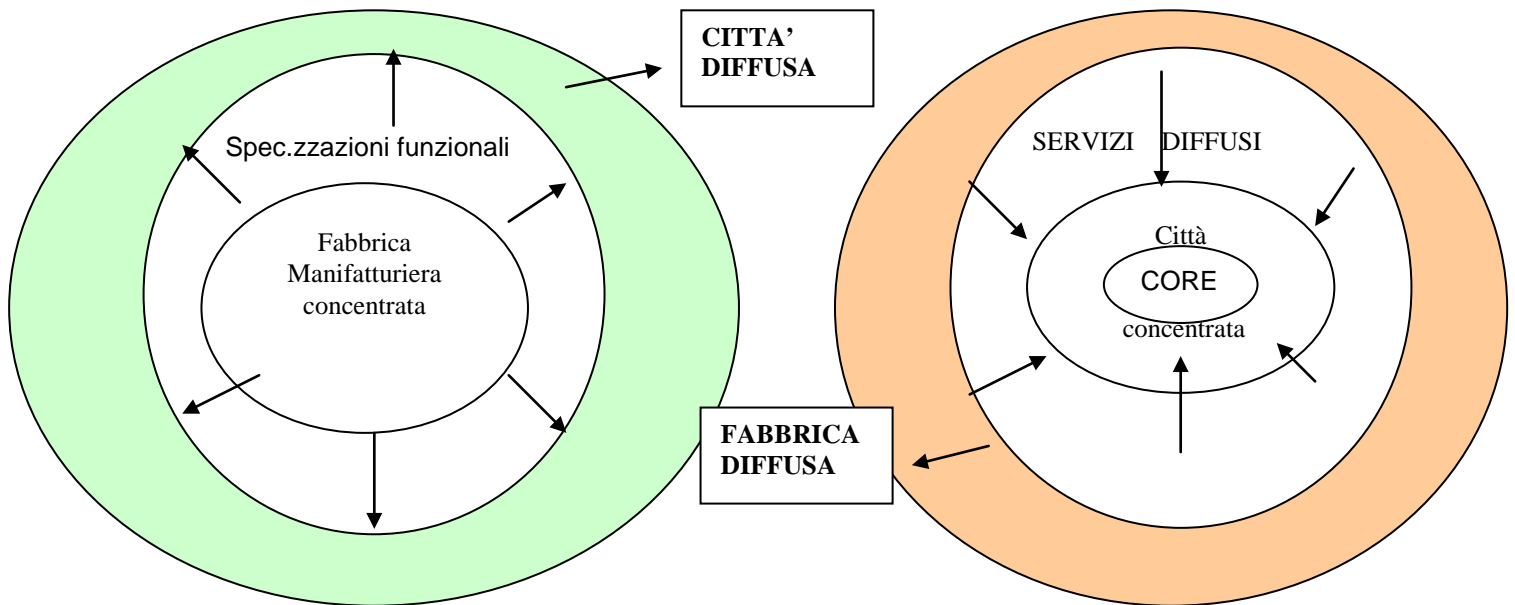 CITTA’
DIFFUSA
Spec.zzazioni funzionali
Fabbrica
Manifatturiera
concentrata
SERVIZI DIFFUSI
Città
CORE
concentrata
FABBRICA
DIFFUSA